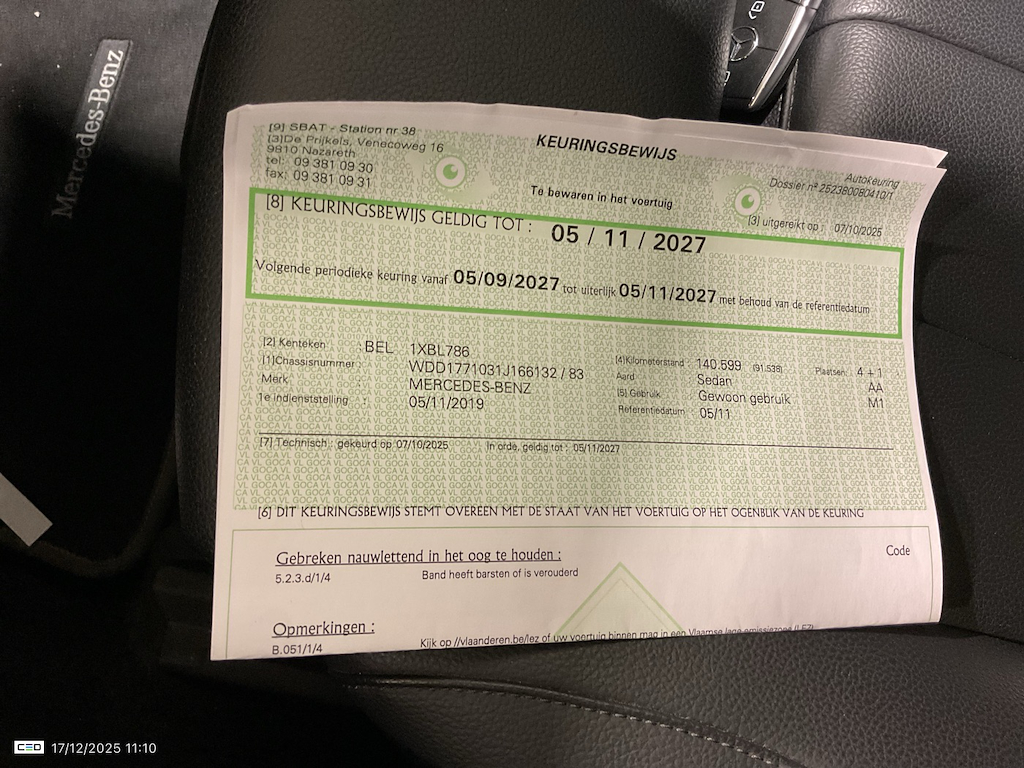 Mercedes-Benz
[9] SBAT - Station nr 38
[3]De Prijkels, Venecoweg 16
9810 Nazareth
tel: 09 381 09 30
fax: 09 381 09 31
KEURINGSBEWIJS
Te bewaren in het voertuig
Autokeuring
Dossier nº 252380080410/1
[3] uitgereikt op : 07/10/2025
[8] KEURINGSBEWIJS GELDIG TOT : 05 / 11 / 2027
Volgende periodieke keuring vanaf 05/09/2027 tot uiterlijk 05/11/2027 met behoud van de referentiedatum
[2] Kenteken : BEL 1XBL786
[1]Chassisnummer : WDD1771031J166132 / 83
Merk MERCEDES-BENZ
1e indienststelling : 05/11/2019
[4]Kilometerstand : 140.599 (91.538) Plaatsen: 4 + 1
Aard Sedan AA
[5] Gebruik Gewoon gebruik M1
Referentiedatum 05/11
[7] Technisch : gekeurd op 07/10/2025 In orde, geldig tot : 05/11/2027
[6] DIT KEURINGSBEWIJS STEMT OVEREEN MET DE STAAT VAN HET VOERTUIG OP HET OGENBLIK VAN DE KEURING
Gebreken nauwlettend in het oog te houden : Code
5.2.3.d/1/4 Band heeft barsten of is verouderd
Opmerkingen :
B.051/1/4 Kijk op //vlaanderen.be/lez of uw voertuig binnen mag in een Vlaamse lage-emissiezone (LEZ)
CED 17/12/2025 11:10